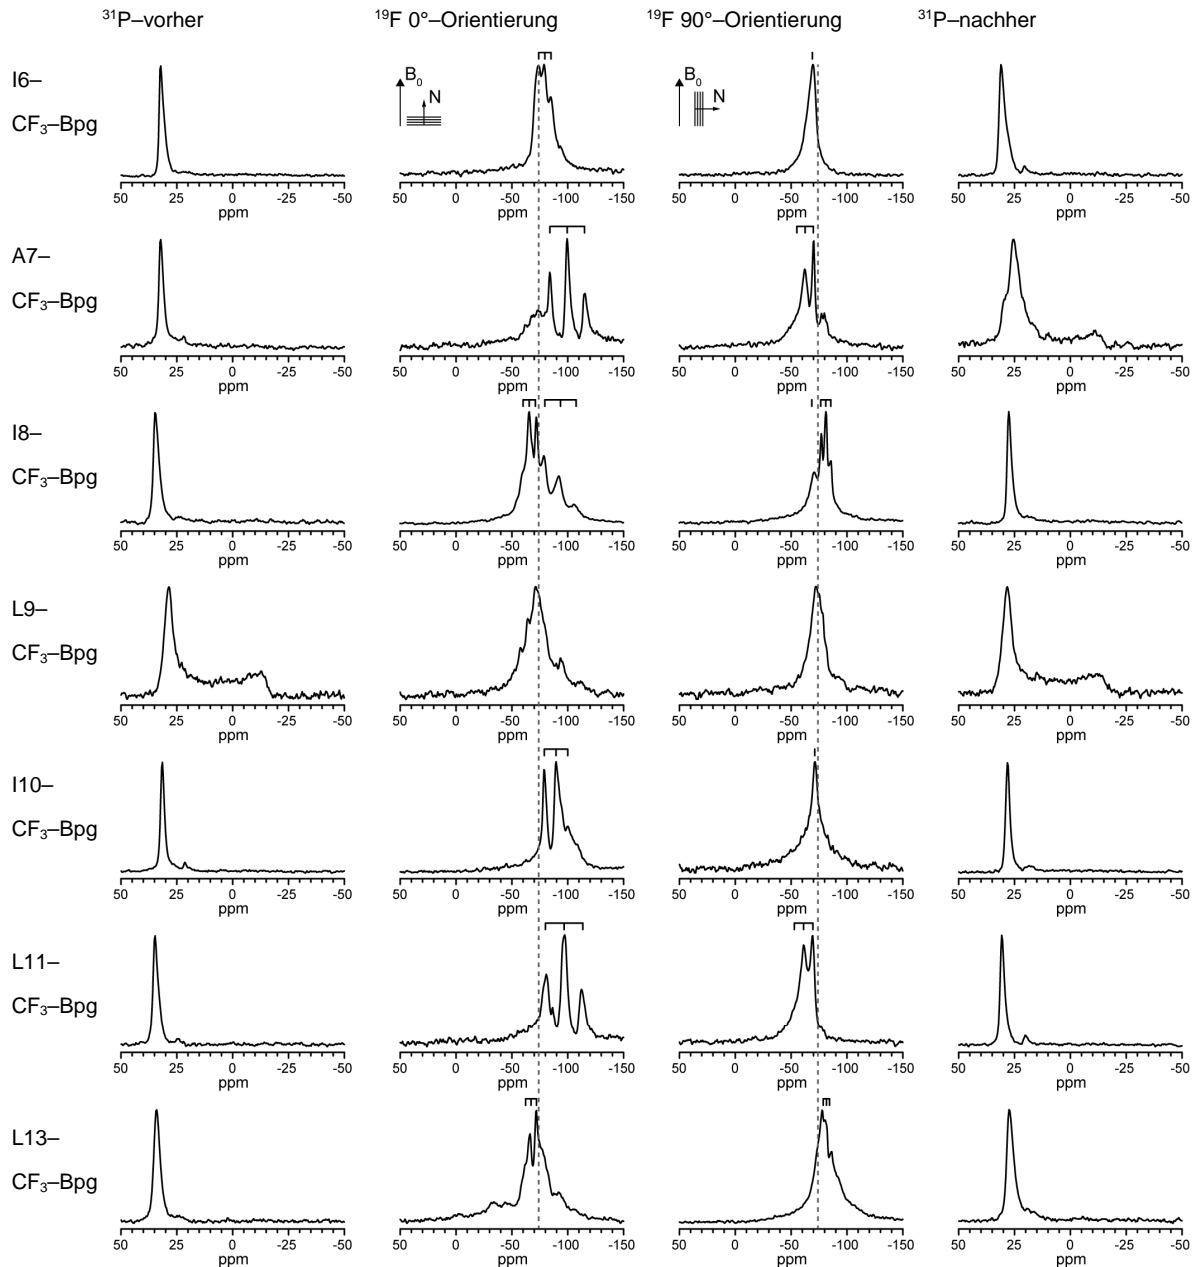 ³¹P–vorher ¹⁹F 0°–Orientierung ¹⁹F 90°–Orientierung ³¹P–nachher
I6–
CF₃–Bpg
B₀ N B₀ N
50 25 0 -25 -50 50 0 -50 -100 -150 50 0 -50 -100 -150 50 25 0 -25 -50
ppm ppm ppm ppm
A7–
CF₃–Bpg
50 25 0 -25 -50 50 0 -50 -100 -150 50 0 -50 -100 -150 50 25 0 -25 -50
ppm ppm ppm ppm
I8–
CF₃–Bpg
50 25 0 -25 -50 50 0 -50 -100 -150 50 0 -50 -100 -150 50 25 0 -25 -50
ppm ppm ppm ppm
L9–
CF₃–Bpg
50 25 0 -25 -50 50 0 -50 -100 -150 50 0 -50 -100 -150 50 25 0 -25 -50
ppm ppm ppm ppm
I10–
CF₃–Bpg
50 25 0 -25 -50 50 0 -50 -100 -150 50 0 -50 -100 -150 50 25 0 -25 -50
ppm ppm ppm ppm
L11–
CF₃–Bpg
50 25 0 -25 -50 50 0 -50 -100 -150 50 0 -50 -100 -150 50 25 0 -25 -50
ppm ppm ppm ppm
L13–
CF₃–Bpg
50 25 0 -25 -50 50 0 -50 -100 -150 50 0 -50 -100 -150 50 25 0 -25 -50
ppm ppm ppm ppm